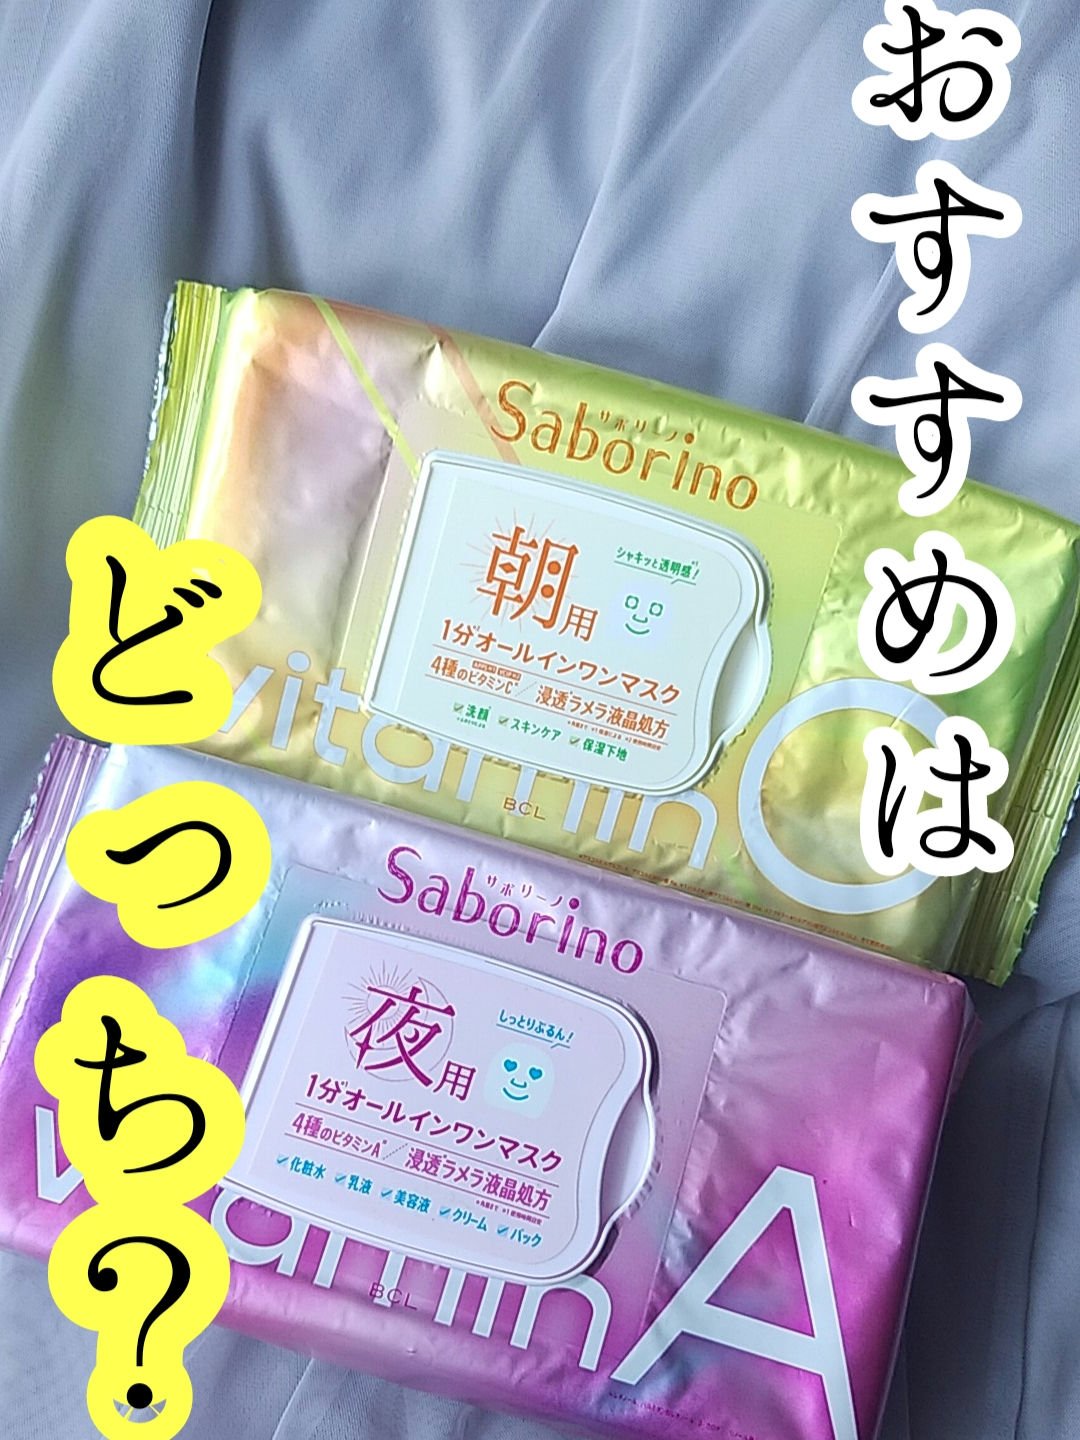 おすすめは
どっち?
Saborino
サボリーノ
朝用
シャキッと透明感!
1分オールインワンマスク
4種のビタミンC
浸透ラメラ液晶処方
洗顔
スキンケア
保湿下地
vitaminC
BCL
Saborino
サボリーノ
夜用
しっとりぷるん!
1分オールインワンマスク
4種のビタミンA
浸透ラメラ液晶処方
化粧水
乳液
美容液
クリーム
パック
vitaminA
BCL